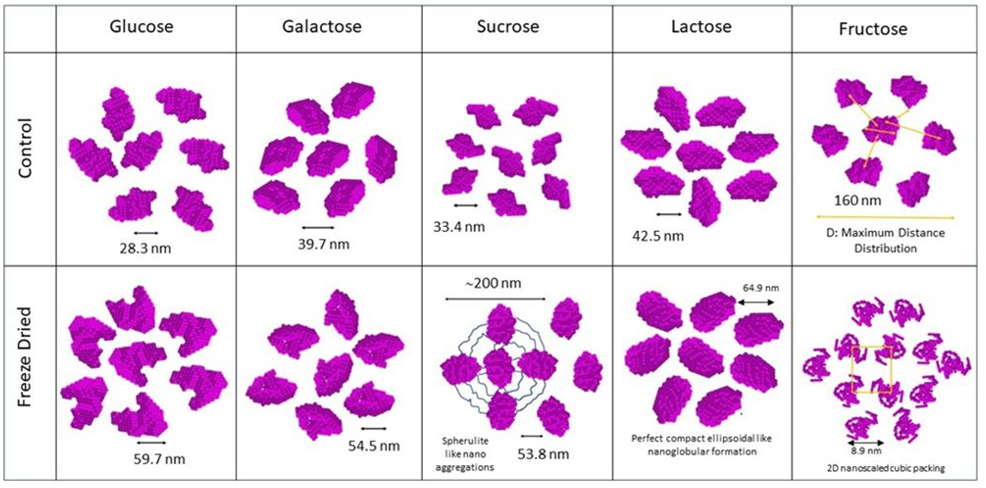 Glucose
Galactose
Sucrose
Lactose
Fructose
Control
28.3 nm
39.7 nm
33.4 nm
42.5 nm
160 nm
D: Maximum Distance
Distribution
Freeze Dried
59.7 nm
54.5 nm
~200 nm
Spherulite
like nano
aggregations
53.8 nm
64.9 nm
Perfect compact ellipsoidal like
nanoglobular formation
8.9 nm
2D nanoscaled cubic packing